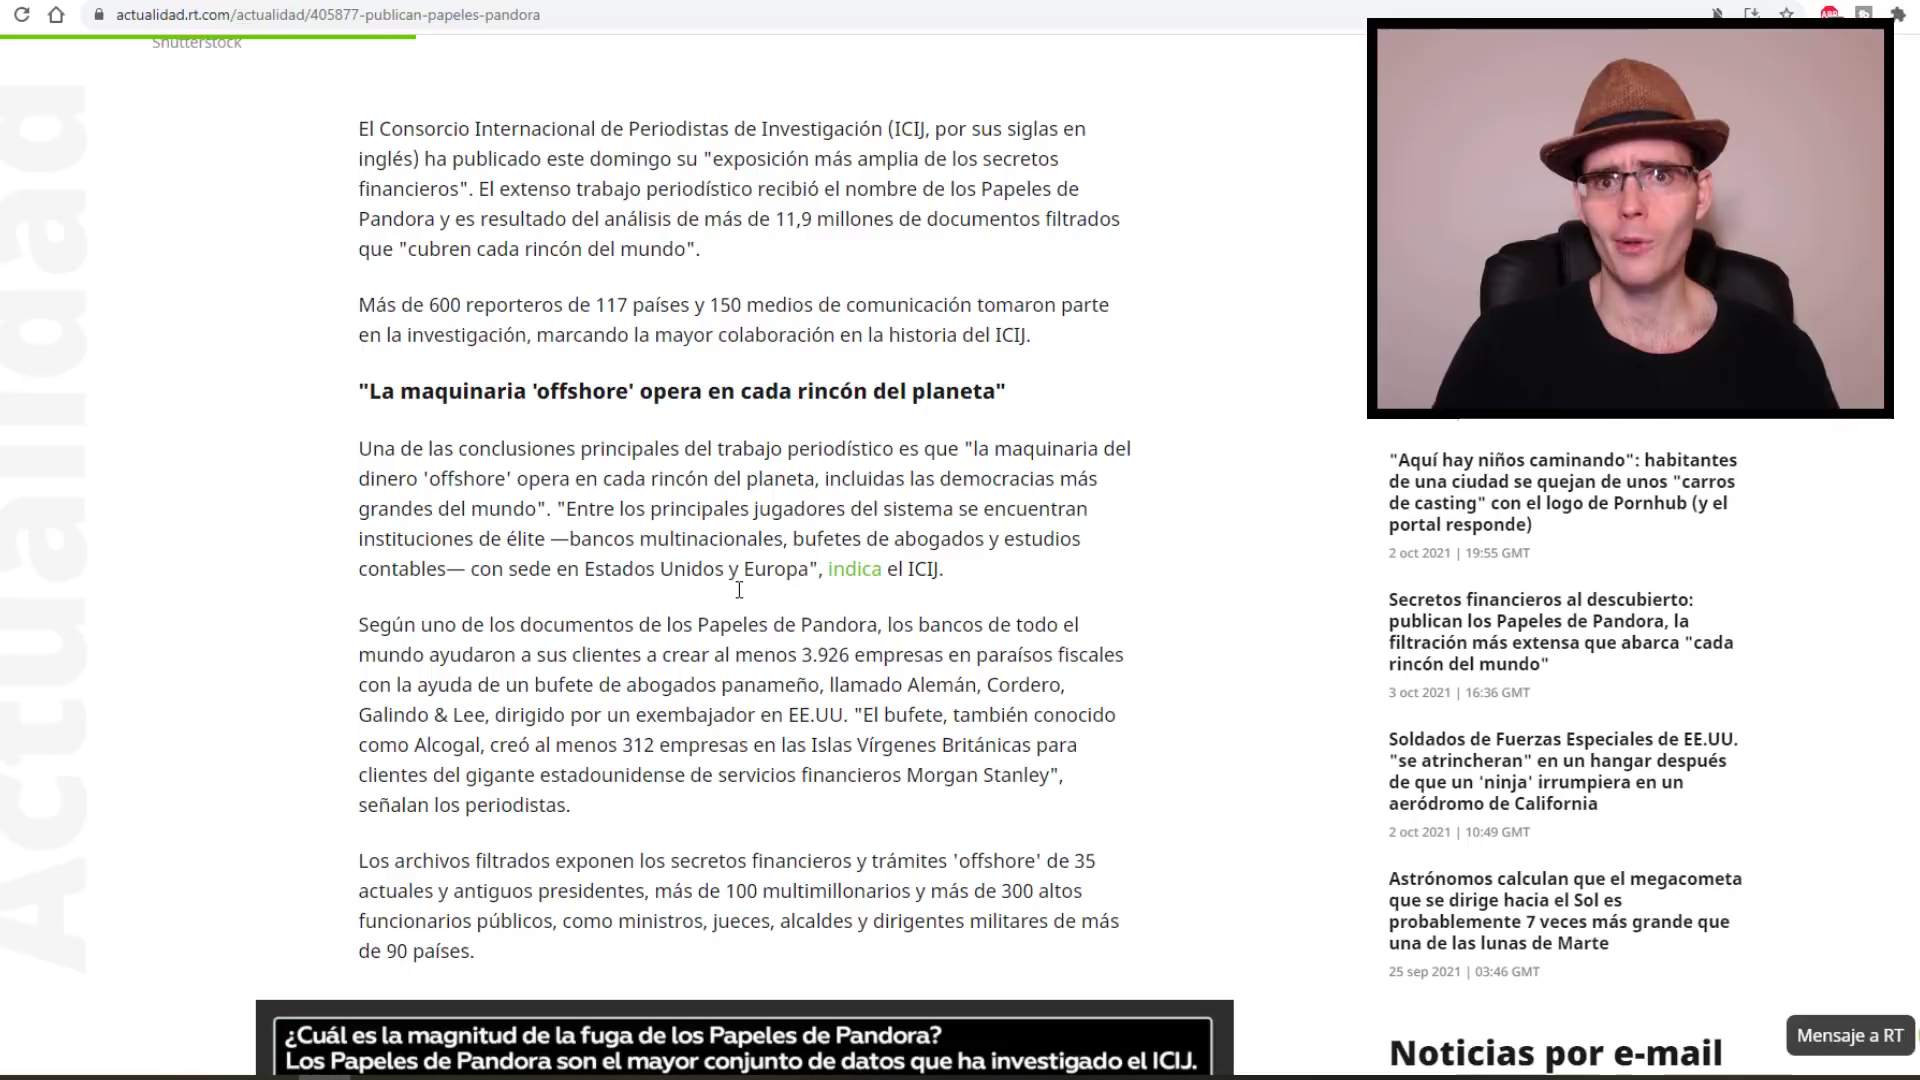 actualidad.rt.com/actualidad/405877-publican-papeles-pandora
Shutterstock
Actualidad
El Consorcio Internacional de Periodistas de Investigación (ICIJ, por sus siglas en
inglés) ha publicado este domingo su "exposición más amplia de los secretos
financieros". El extenso trabajo periodístico recibió el nombre de los Papeles de
Pandora y es resultado del análisis de más de 11,9 millones de documentos filtrados
que "cubren cada rincón del mundo".
Más de 600 reporteros de 117 países y 150 medios de comunicación tomaron parte
en la investigación, marcando la mayor colaboración en la historia del ICIJ.
"La maquinaria 'offshore' opera en cada rincón del planeta"
Una de las conclusiones principales del trabajo periodístico es que "la maquinaria del
dinero 'offshore' opera en cada rincón del planeta, incluidas las democracias más
grandes del mundo". "Entre los principales jugadores del sistema se encuentran
instituciones de élite —bancos multinacionales, bufetes de abogados y estudios
contables— con sede en Estados Unidos y Europa", indica el ICIJ.
Según uno de los documentos de los Papeles de Pandora, los bancos de todo el
mundo ayudaron a sus clientes a crear al menos 3.926 empresas en paraísos fiscales
con la ayuda de un bufete de abogados panameño, llamado Alemán, Cordero,
Galindo & Lee, dirigido por un exembajador en EE.UU. "El bufete, también conocido
como Alcogal, creó al menos 312 empresas en las Islas Vírgenes Británicas para
clientes del gigante estadounidense de servicios financieros Morgan Stanley",
señalan los periodistas.
Los archivos filtrados exponen los secretos financieros y trámites 'offshore' de 35
actuales y antiguos presidentes, más de 100 multimillonarios y más de 300 altos
funcionarios públicos, como ministros, jueces, alcaldes y dirigentes militares de más
de 90 países.
¿Cuál es la magnitud de la fuga de los Papeles de Pandora?
Los Papeles de Pandora son el mayor conjunto de datos que ha investigado el ICIJ.
ABP
"Aquí hay niños caminando": habitantes
de una ciudad se quejan de unos "carros
de casting" con el logo de Pornhub (y el
portal responde)
2 oct 2021 | 19:55 GMT
Secretos financieros al descubierto:
publican los Papeles de Pandora, la
filtración más extensa que abarca "cada
rincón del mundo"
3 oct 2021 | 16:36 GMT
Soldados de Fuerzas Especiales de EE.UU.
"se atrincheran" en un hangar después
de que un 'ninja' irrumpiera en un
aeródromo de California
2 oct 2021 | 10:49 GMT
Astrónomos calculan que el megacometa
que se dirige hacia el Sol es
probablemente 7 veces más grande que
una de las lunas de Marte
25 sep 2021 | 03:46 GMT
Mensaje a RT
Noticias por e-mail